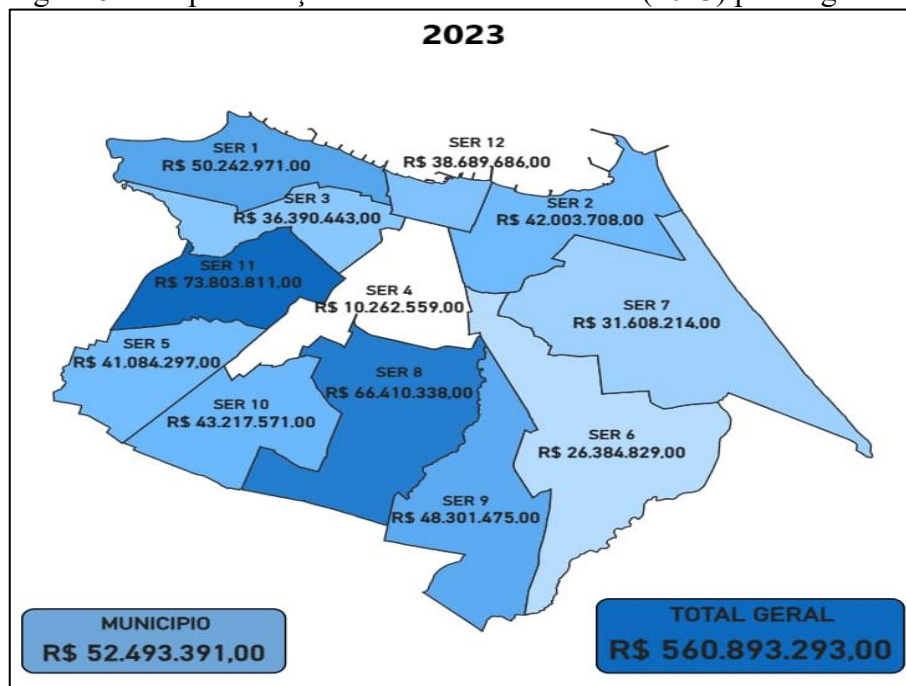 2023
SER 1
R$ 50.242.971.00
SER 12
R$ 38.689,686,00
SER 3
R$ 36.390.443,00
SER 2
R$ 42.003.708.00
SER 11
R$ 73.803.811.00
SER 4
R$ 10.262.559.00
SER 7
R$ 31.608.214,00
SER 5
R$ 41.084.297,00
SER 8
R$ 66.410.338,00
SER 10
R$ 43.217.571.00
SER 6
R$ 26.384.829,00
SER 9
R$ 48.301.475.00
MUNICIPIO
R$ 52.493.391,00
TOTAL GERAL
R$ 560.893.293,00